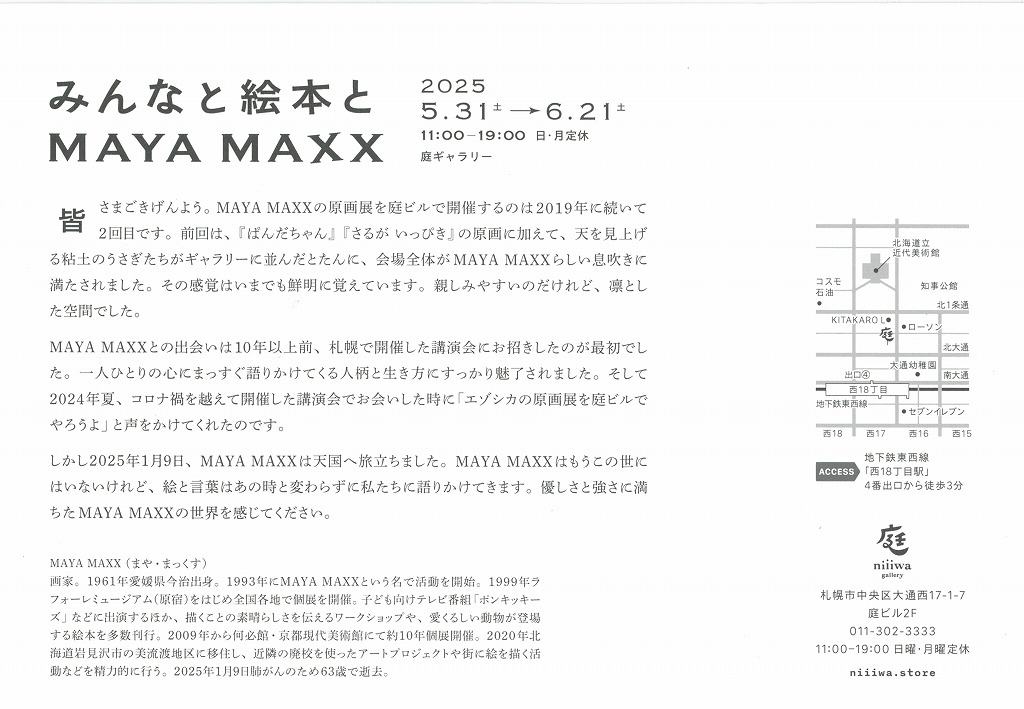 みんなと絵本と
MAYA MAXX
2025
5.31土→6.21土
11:00–19:00 日・月定休
庭ギャラリー
皆さまごきげんよう。MAYA MAXXの原画展を庭ビルで開催するのは2019年に続いて
2回目です。前回は、『ぱんだちゃん』『さるが いっぴき』の原画に加えて、天を見上げ
る粘土のうさぎたちがギャラリーに並んだとたんに、会場全体がMAYA MAXXらしい息吹きに
満たされました。その感覚はいまでも鮮明に覚えています。親しみやすいのだけれど、凛とし
た空間でした。
MAYA MAXXとの出会いは10年以上前、札幌で開催した講演会にお招きしたのが最初でし
た。一人ひとりの心にまっすぐ語りかけてくる人柄と生き方にすっかり魅了されました。そして
2024年夏、コロナ禍を越えて開催した講演会でお会いした時に「エゾシカの原画展を庭ビルで
やろうよ」と声をかけてくれたのです。
しかし2025年1月9日、MAYA MAXXは天国へ旅立ちました。MAYA MAXXはもうこの世に
はいないけれど、絵と言葉はあの時と変わらずに私たちに語りかけてきます。優しさと強さに満
ちたMAYA MAXXの世界を感じてください。
MAYA MAXX（まや・まっくす）
画家。1961年愛媛県今治出身。1993年にMAYA MAXXという名で活動を開始。1999年ラ
フォーレミュージアム（原宿）をはじめ全国各地で個展を開催。子ども向けテレビ番組「ポンキッキー
ズ」などに出演するほか、描くことの素晴らしさを伝えるワークショップや、愛くるしい動物が登場
する絵本を多数刊行。2009年から何必館・京都現代美術館にて約10年個展開催。2020年北
海道岩見沢市の美流渡地区に移住し、近隣の廃校を使ったアートプロジェクトや街に絵を描く活
動などを精力的に行う。2025年1月9日肺がんのため63歳で逝去。
北海道立
近代美術館
コスモ
石油
知事公館
北1条通
KITAKARO L
ローソン
庭
北大通
大通幼稚園
出口④
南大通
西18丁目
地下鉄東西線
セブンイレブン
西18 西17 西16 西15
ACCESS
地下鉄東西線
「西18丁目駅」
4番出口から徒歩3分
庭
niiiwa
gallery
札幌市中央区大通西17-1-7
庭ビル2F
011-302-3333
11:00–19:00 日曜・月曜定休
niiiwa.store